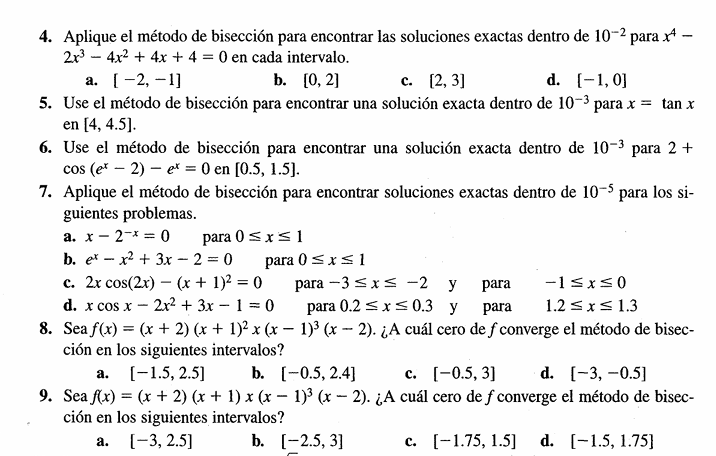 4. Aplique el método de bisección para encontrar las soluciones exactas dentro de 10⁻² para x⁴ −
2x³ − 4x² + 4x + 4 = 0 en cada intervalo.
a. [ −2, −1] b. [0, 2] c. [2, 3] d. [−1, 0]
5. Use el método de bisección para encontrar una solución exacta dentro de 10⁻³ para x = tan x
en [4, 4.5].
6. Use el método de bisección para encontrar una solución exacta dentro de 10⁻³ para 2 +
cos (eˣ − 2) − eˣ = 0 en [0.5, 1.5].
7. Aplique el método de bisección para encontrar soluciones exactas dentro de 10⁻⁵ para los si-
guientes problemas.
a. x − 2⁻ˣ = 0 para 0 ≤ x ≤ 1
b. eˣ − x² + 3x − 2 = 0 para 0 ≤ x ≤ 1
c. 2x cos(2x) − (x + 1)² = 0 para −3 ≤ x ≤ −2 y para −1 ≤ x ≤ 0
d. x cos x − 2x² + 3x − 1 = 0 para 0.2 ≤ x ≤ 0.3 y para 1.2 ≤ x ≤ 1.3
8. Sea f(x) = (x + 2) (x + 1)² x (x − 1)³ (x − 2). ¿A cuál cero de f converge el método de bisec-
ción en los siguientes intervalos?
a. [−1.5, 2.5] b. [−0.5, 2.4] c. [−0.5, 3] d. [−3, −0.5]
9. Sea f(x) = (x + 2) (x + 1) x (x − 1)³ (x − 2). ¿A cuál cero de f converge el método de bisec-
ción en los siguientes intervalos?
a. [−3, 2.5] b. [−2.5, 3] c. [−1.75, 1.5] d. [−1.5, 1.75]